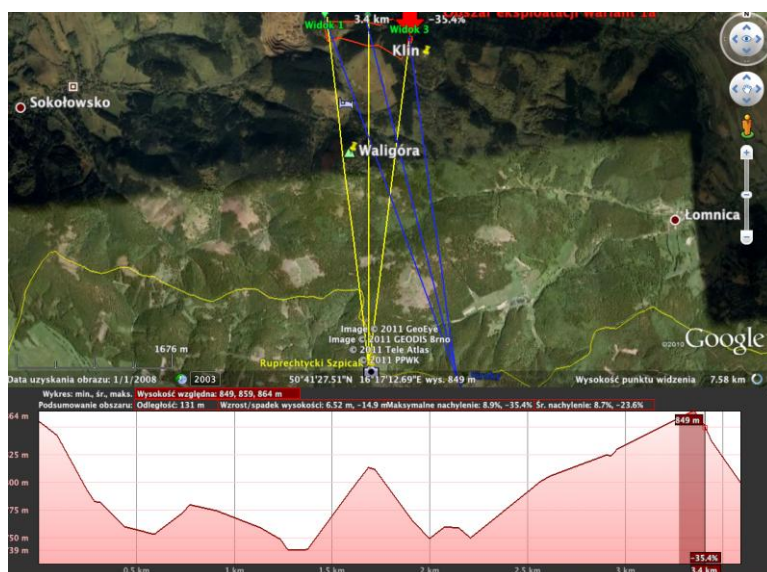 Obszar eksploatacji Wariant 1a
3.4 km -35.4%
Widok 1
Widok 3
Klin
N
Sokołowsko
Waligóra
Łomnica
Image © 2011 GeoEye
Image © 2011 GEODIS Brno
© 2011 Tele Atlas
© 2011 PPWK
1676 m
Ruprechtycki Szpicak
©2010 Google
Data uzyskania obrazu: 1/1/2008 2003 50°41'27.51"N 16°17'12.69"E wys. 849 m Wysokość punktu widzenia 7.58 km
Wykres: min., śr., maks. Wysokość względna: 849, 859, 864 m
Podsumowanie obszaru: Odległość: 131 m Wzrost/spadek wysokości: 6.52 m, -14.9 m Maksymalne nachylenie: 8.9%, -35.4% Śr. nachylenie: 8.7%, -23.6%
64 m
849 m
25 m
00 m
50 m
39 m
-35.4%
0.5 km 1 km 1.5 km 2 km 2.5 km 3 km 3.4 km